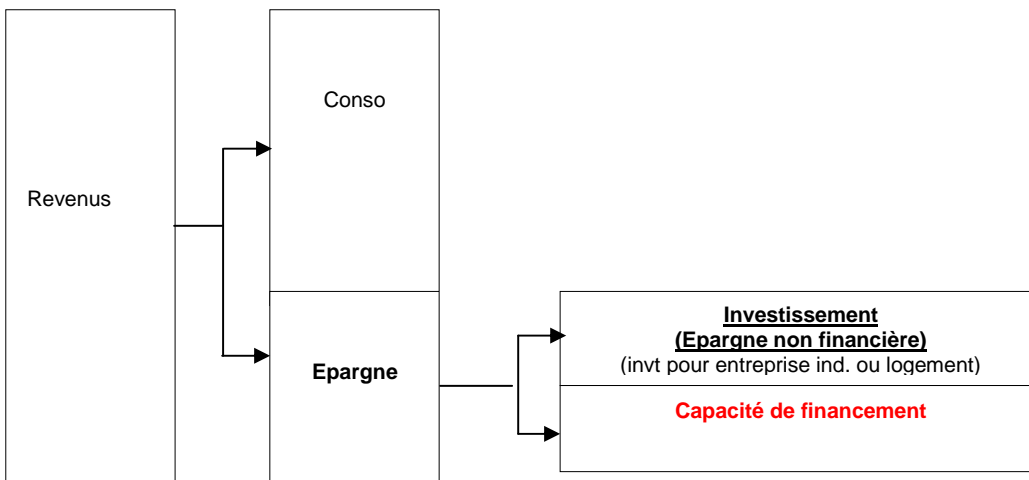 Revenus
Conso
Epargne
Investissement
(Epargne non financière)
(invt pour entreprise ind. ou logement)
Capacité de financement